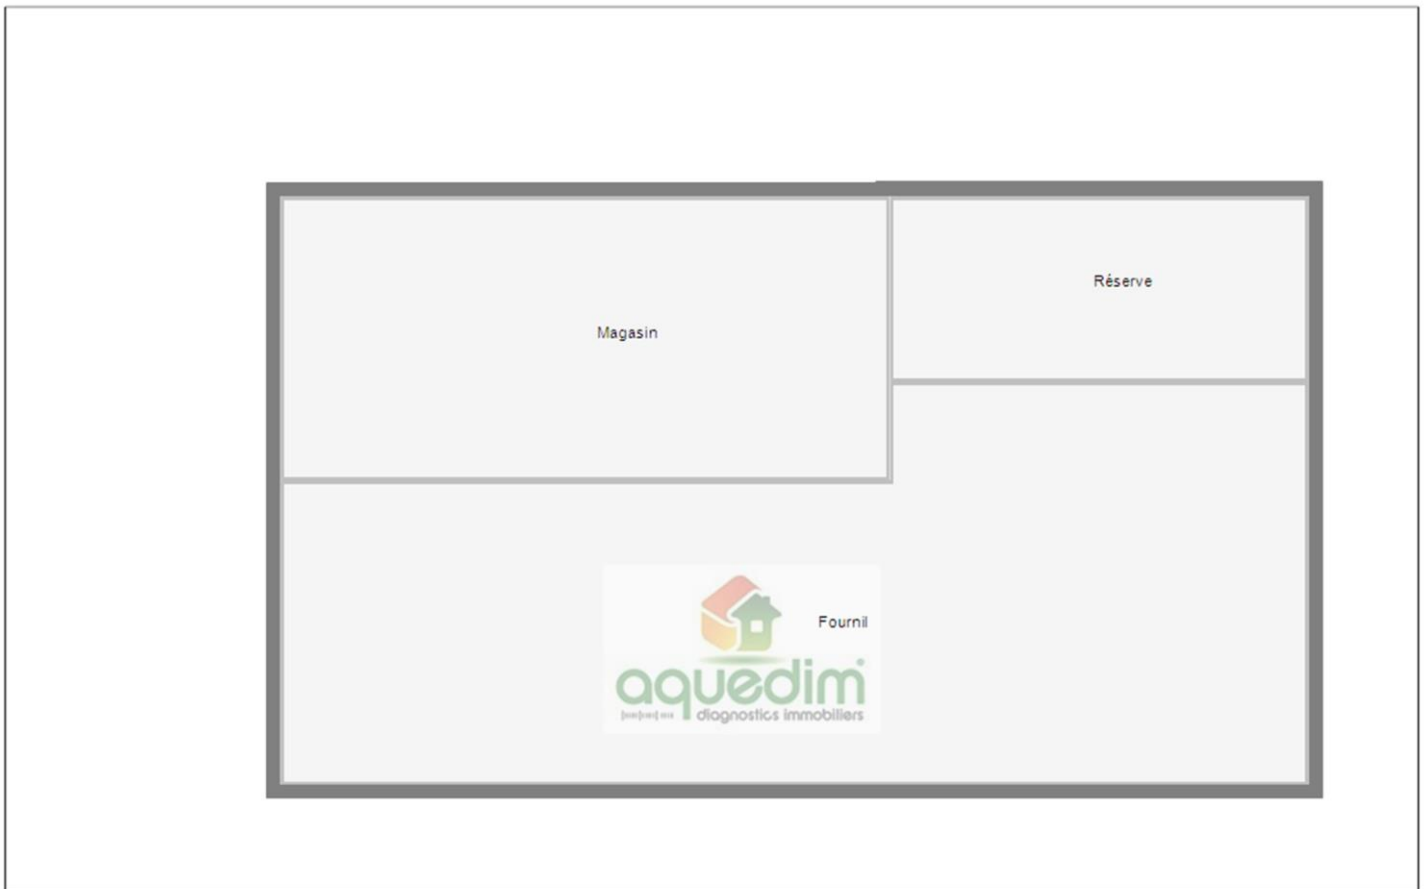 Réserve
Magasin
Fournil
aquedim
diagnostics immobiliers